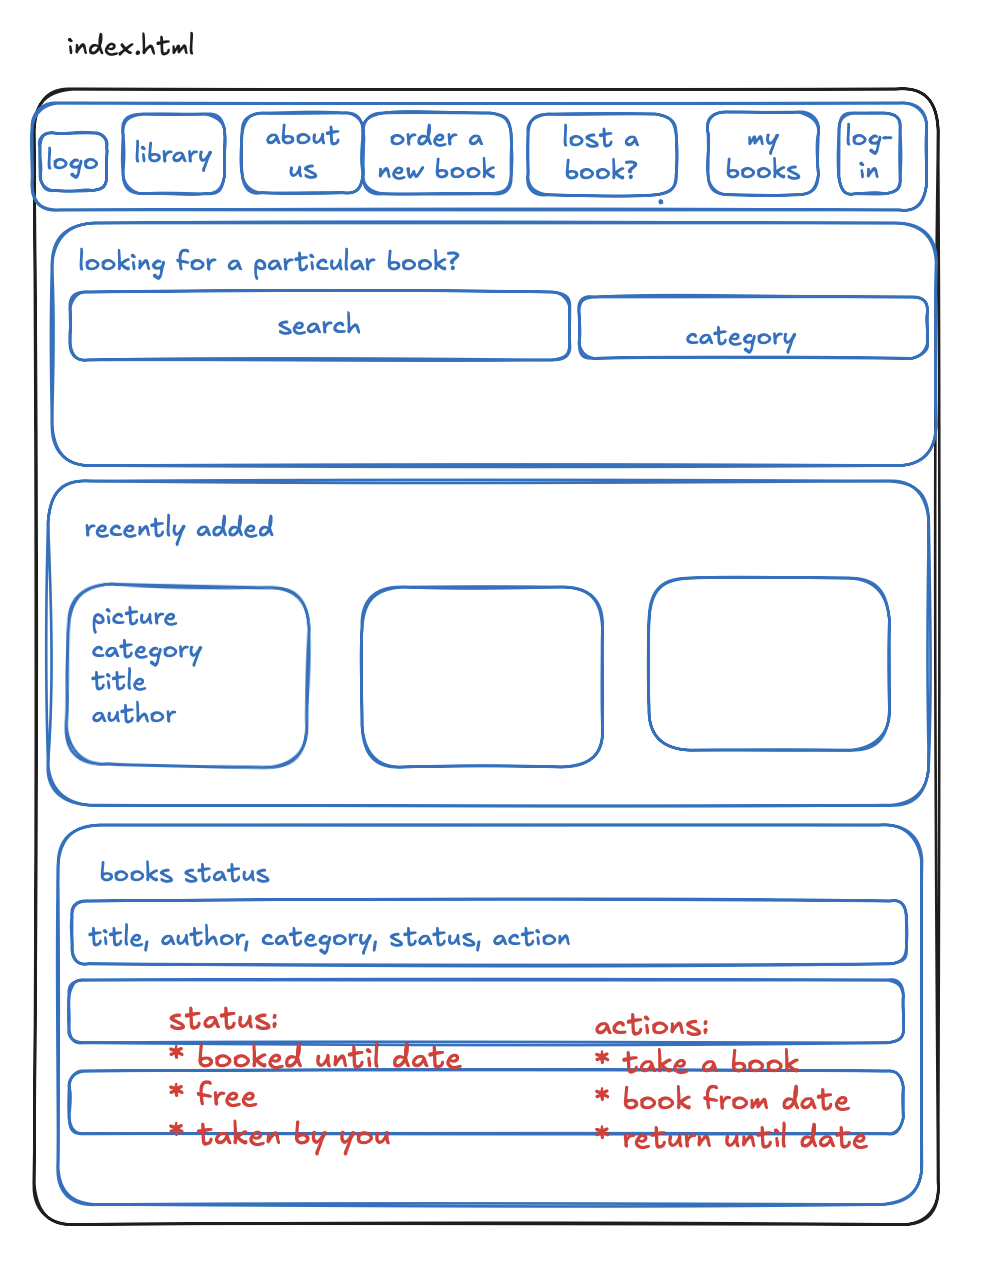 index.html
logo
library
about
us
order a
new book
lost a
book?
my
books
log-
in
looking for a particular book?
search
category
recently added
picture
category
title
author
books status
title, author, category, status, action
status:
* booked until date
* free
* taken by you
actions:
* take a book
* book from date
* return until date